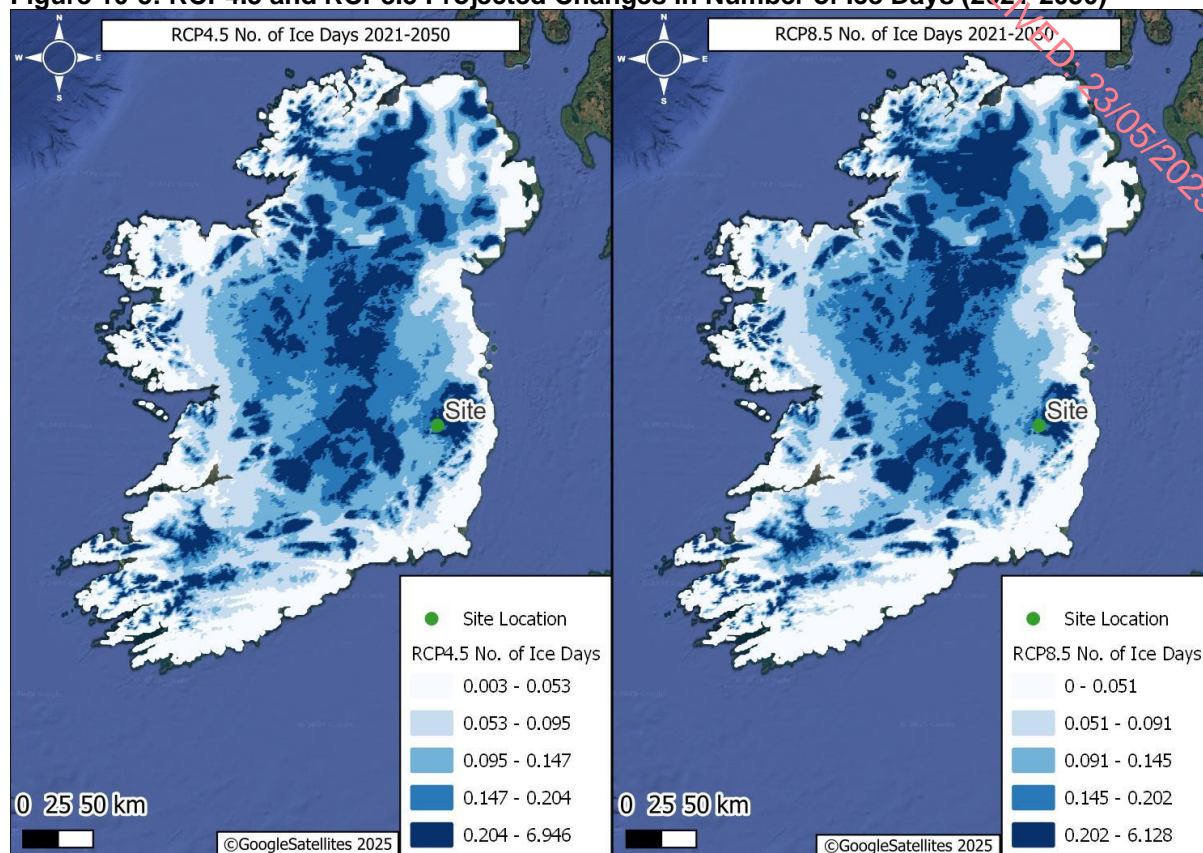 RCP4.5 No. of Ice Days 2021-2050
N
W
E
S
Site
Site Location
RCP4.5 No. of Ice Days
0.003 - 0.053
0.053 - 0.095
0.095 - 0.147
0.147 - 0.204
0.204 - 6.946
0 25 50 km
©GoogleSatellites 2025
RCP8.5 No. of Ice Days 2021-2050
N
W
E
S
Site
Site Location
RCP8.5 No. of Ice Days
0 - 0.051
0.051 - 0.091
0.091 - 0.145
0.145 - 0.202
0.202 - 6.128
0 25 50 km
©GoogleSatellites 2025